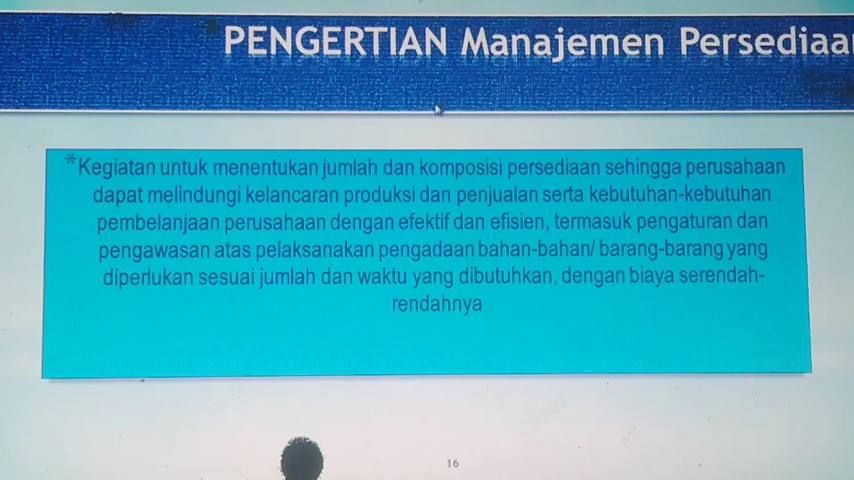 * PENGERTIAN Manajemen Persediaan
*Kegiatan untuk menentukan jumlah dan komposisi persediaan sehingga perusahaan
dapat melindungi kelancaran produksi dan penjualan serta kebutuhan-kebutuhan
pembelanjaan perusahaan dengan efektif dan efisien, termasuk pengaturan dan
pengawasan atas pelaksanakan pengadaan bahan-bahan/ barang-barang yang
diperlukan sesuai jumlah dan waktu yang dibutuhkan, dengan biaya serendah-
rendahnya
16